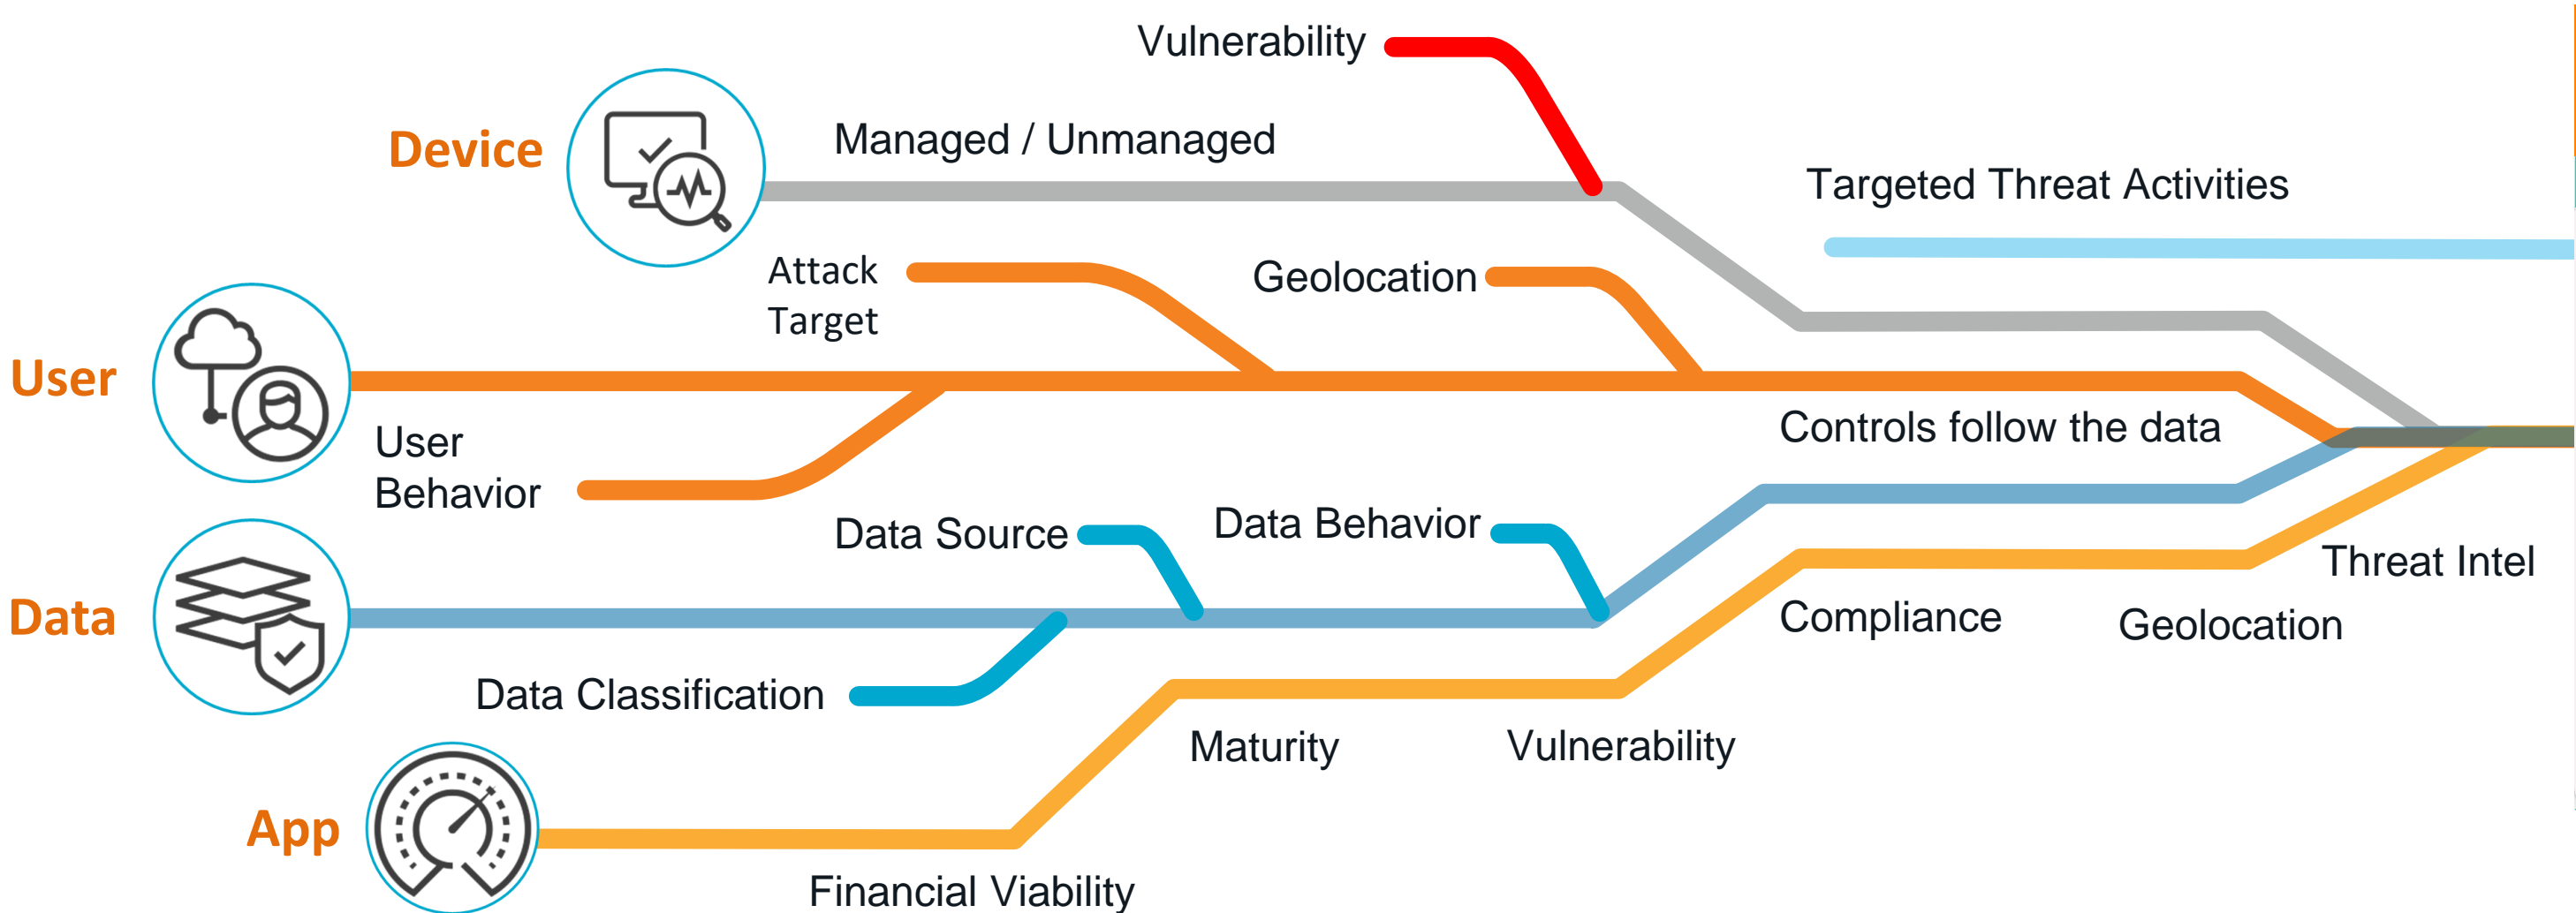 Vulnerability
Device
Managed / Unmanaged
Targeted Threat Activities
Attack
Target
Geolocation
User
User
Behavior
Controls follow the data
Data Source
Data Behavior
Threat Intel
Data
Compliance
Geolocation
Data Classification
Maturity
Vulnerability
App
Financial Viability